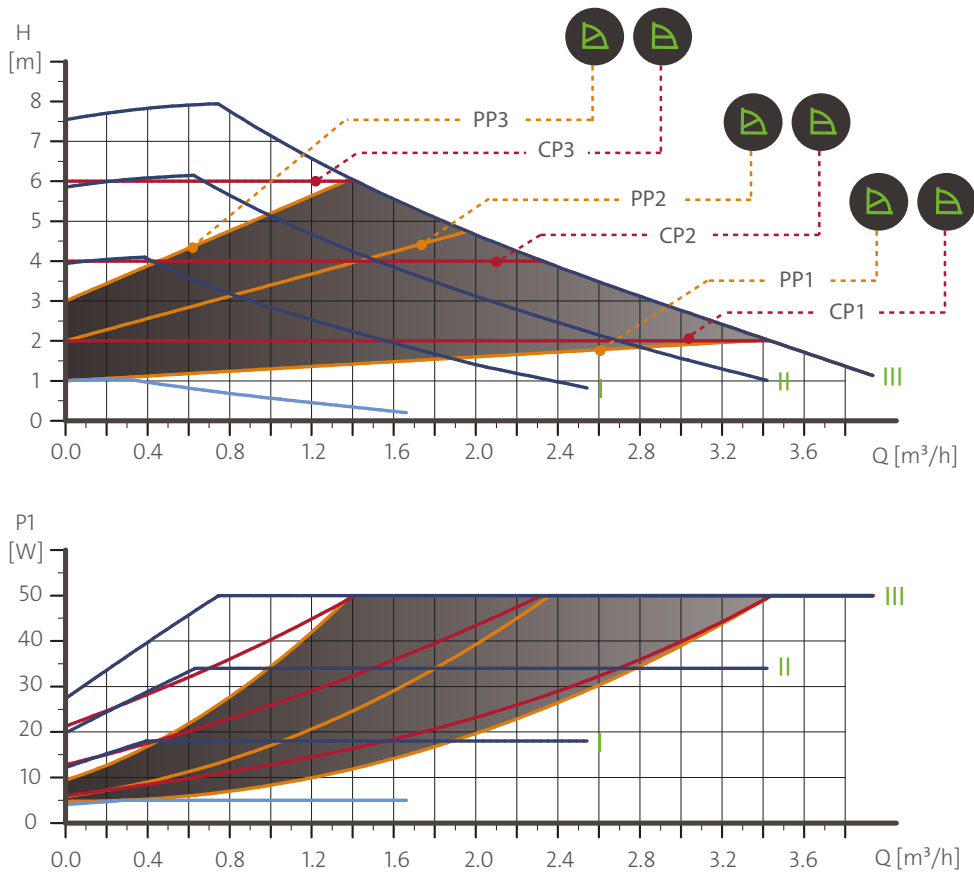 H
[m]
8
7
6
5
4
3
2
1
0
PP3
CP3
PP2
CP2
PP1
CP1
I
II
III
0.0 0.4 0.8 1.2 1.6 2.0 2.4 2.8 3.2 3.6 Q [m³/h]
P1
[W]
50
40
30
20
10
0
III
II
I
0.0 0.4 0.8 1.2 1.6 2.0 2.4 2.8 3.2 3.6 Q [m³/h]